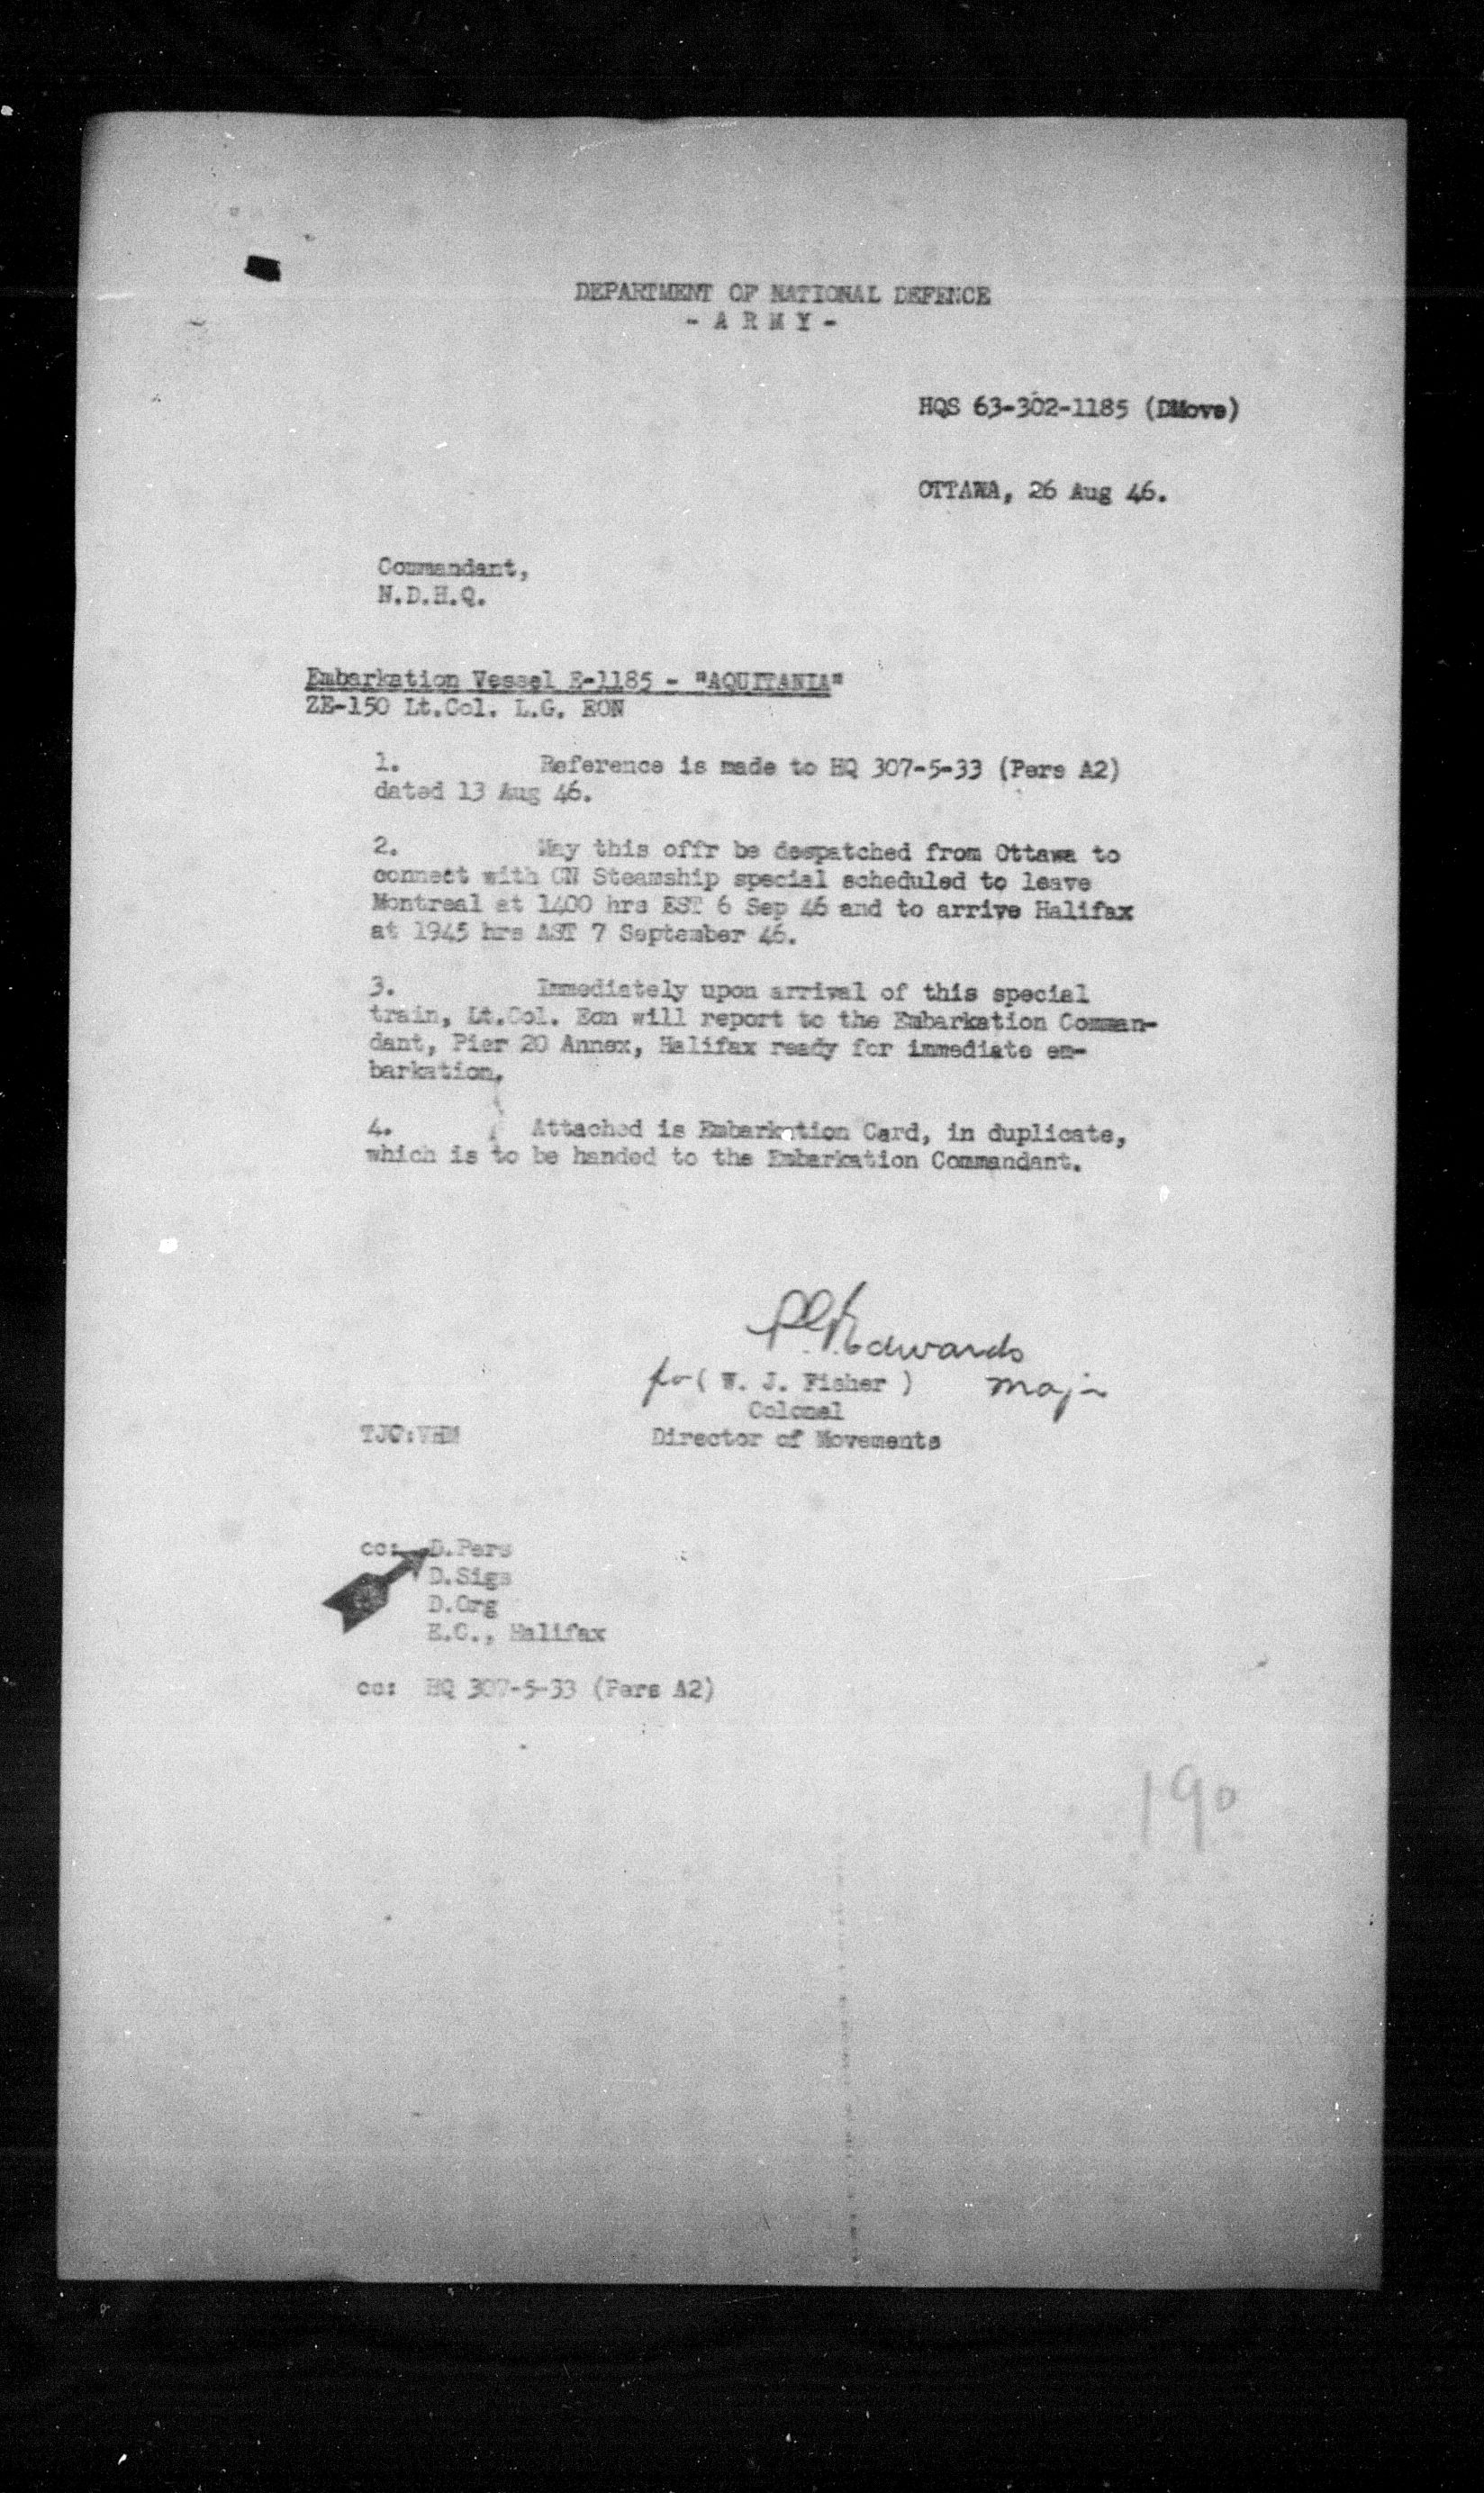 DEPARTMENT OF NATIONAL DEFENCE
- A R M Y -
HQS 63-302-1185 (DMove)
OTTAWA, 26 Aug 46.
Commandant,
N.D.H.Q.
Embarkation Vessel E-1185 - "AQUITANIA"
ZE-150 Lt.Col. L.G. EON
1. Reference is made to HQ 307-5-33 (Pers A2)
dated 13 Aug 46.
2. May this offr be despatched from Ottawa to
connect with CN Steamship special scheduled to leave
Montreal at 1400 hrs EST 6 Sep 46 and to arrive Halifax
at 1945 hrs AST 7 September 46.
3. Immediately upon arrival of this special
train, Lt.Col. Eon will report to the Embarkation Comman-
dant, Pier 20 Annex, Halifax ready for immediate em-
barkation.
4. Attached is Embarkation Card, in duplicate,
which is to be handed to the Embarkation Commandant.
Edwards
for ( W. J. Fisher ) Major
Colonel
TJC:VHM Director of Movements
cc: D.Pers
D.Sigs
D.Org
E.C., Halifax
cc: HQ 307-5-33 (Pers A2)
190